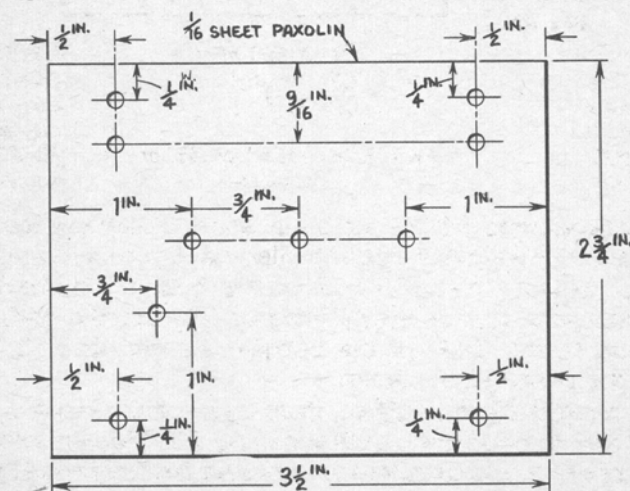 1/2 IN.
1/16 SHEET PAXOLIN
1/2 IN.
1/4 IN.
9/16 IN.
1/4 IN.
1 IN.
3/4 IN.
1 IN.
2 3/4 IN.
3/4 IN.
1/2 IN.
1 IN.
1/2 IN.
1/4 IN.
1/4 IN.
3 1/2 IN.